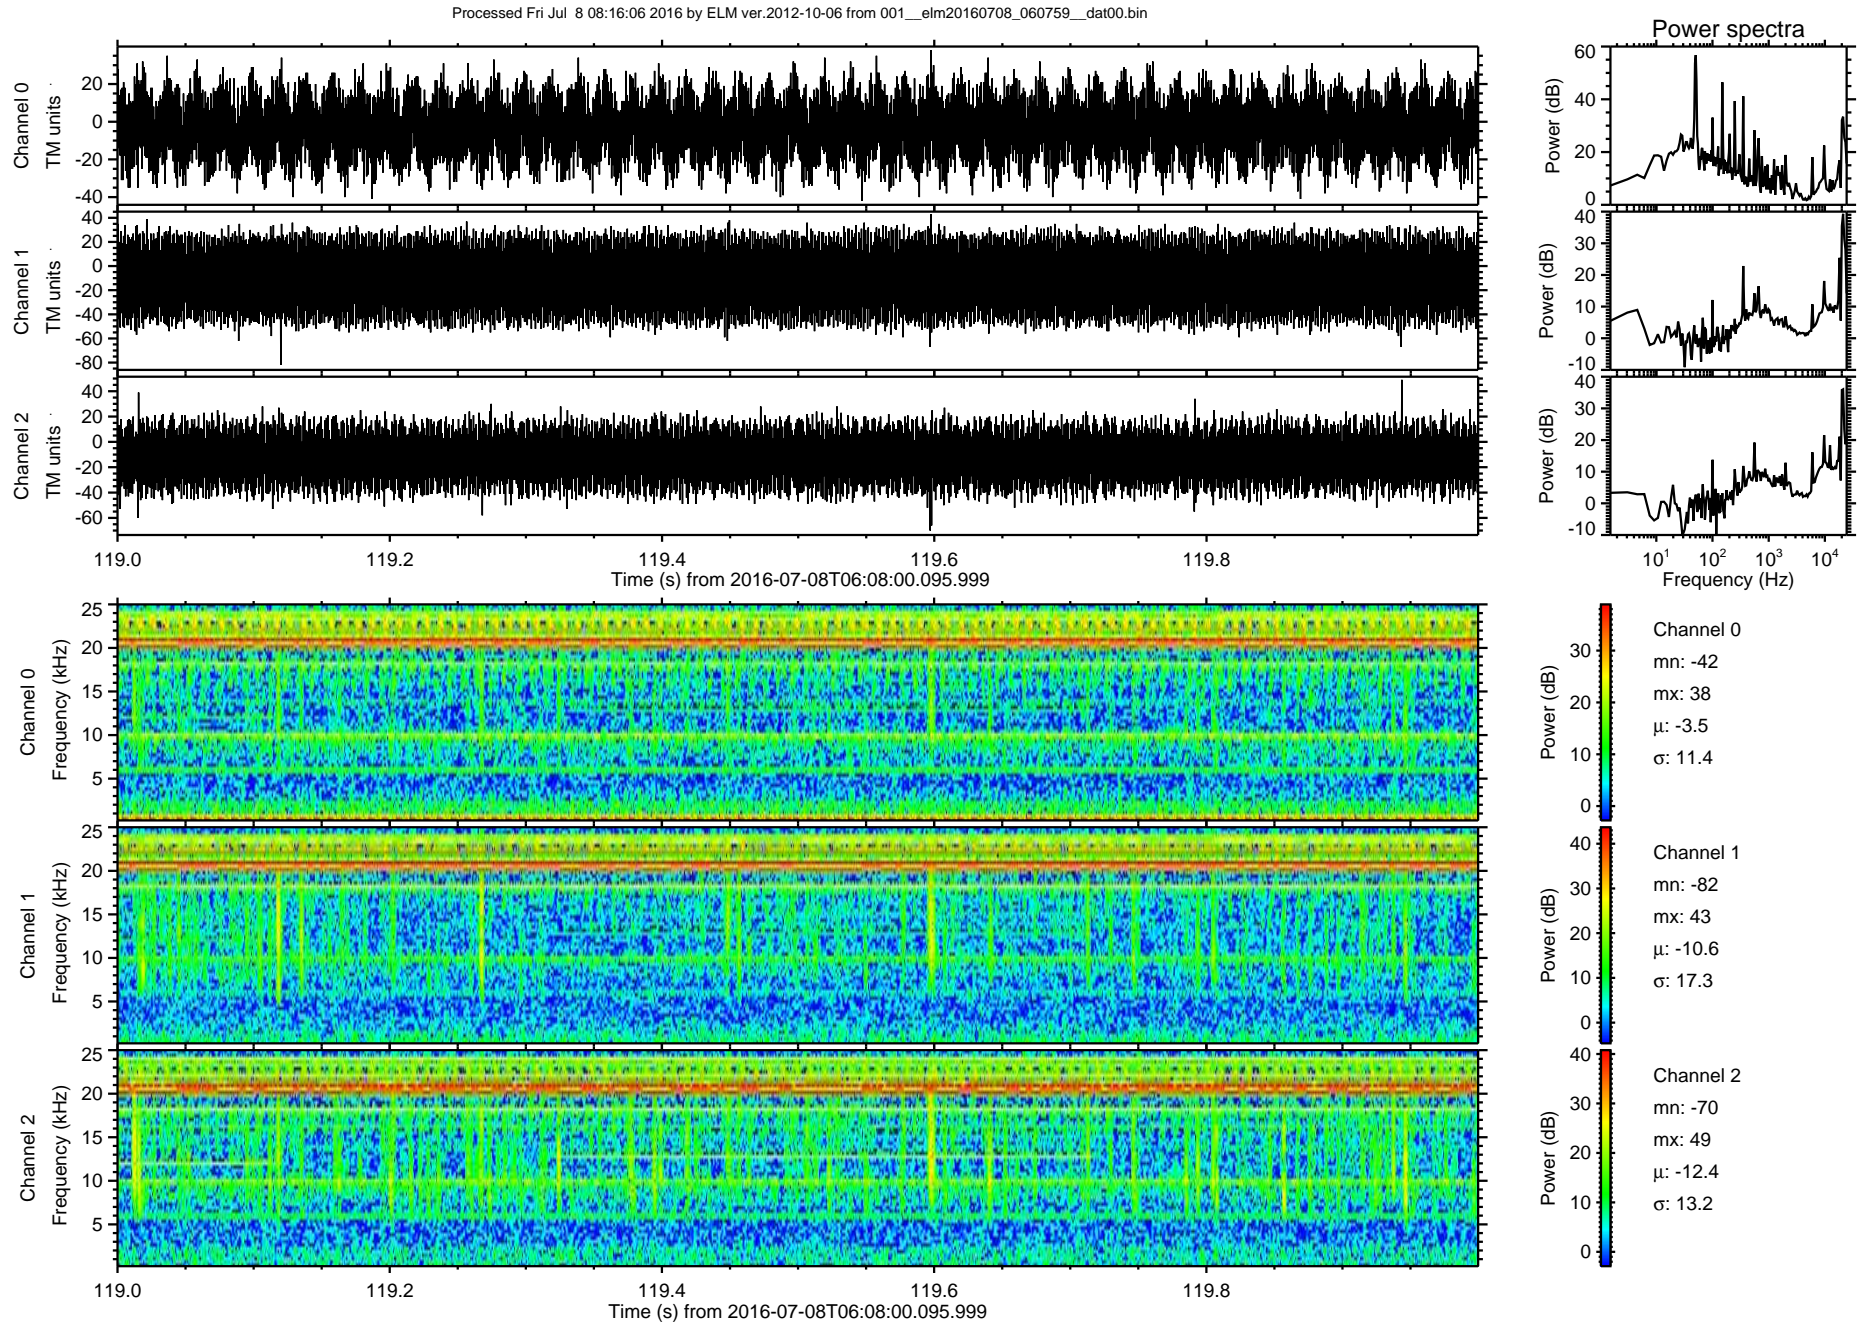 Processed Fri Jul  8 08:16:06 2016 by ELM ver.2012-10-06 from 001__elm20160708_060759__dat00.bin
Power spectra
Channel 0
TM units
20
0
-20
-40
Power (dB)
60
40
20
0
Channel 1
TM units
40
20
0
-20
-40
-60
-80
Power (dB)
40
30
20
10
0
-10
Channel 2
TM units
40
20
0
-20
-40
-60
Power (dB)
40
30
20
10
0
-10
119.0 119.2 119.4 119.6 119.8
Time (s) from 2016-07-08T06:08:00.095.999
10^1 10^2 10^3 10^4
Frequency (Hz)
Channel 0
Frequency (kHz)
25
20
15
10
5
Power (dB)
30
20
10
0
Channel 0
mn: -42
mx: 38
μ: -3.5
σ: 11.4
Channel 1
Frequency (kHz)
25
20
15
10
5
Power (dB)
40
30
20
10
0
Channel 1
mn: -82
mx: 43
μ: -10.6
σ: 17.3
Channel 2
Frequency (kHz)
25
20
15
10
5
Power (dB)
40
30
20
10
0
Channel 2
mn: -70
mx: 49
μ: -12.4
σ: 13.2
119.0 119.2 119.4 119.6 119.8
Time (s) from 2016-07-08T06:08:00.095.999